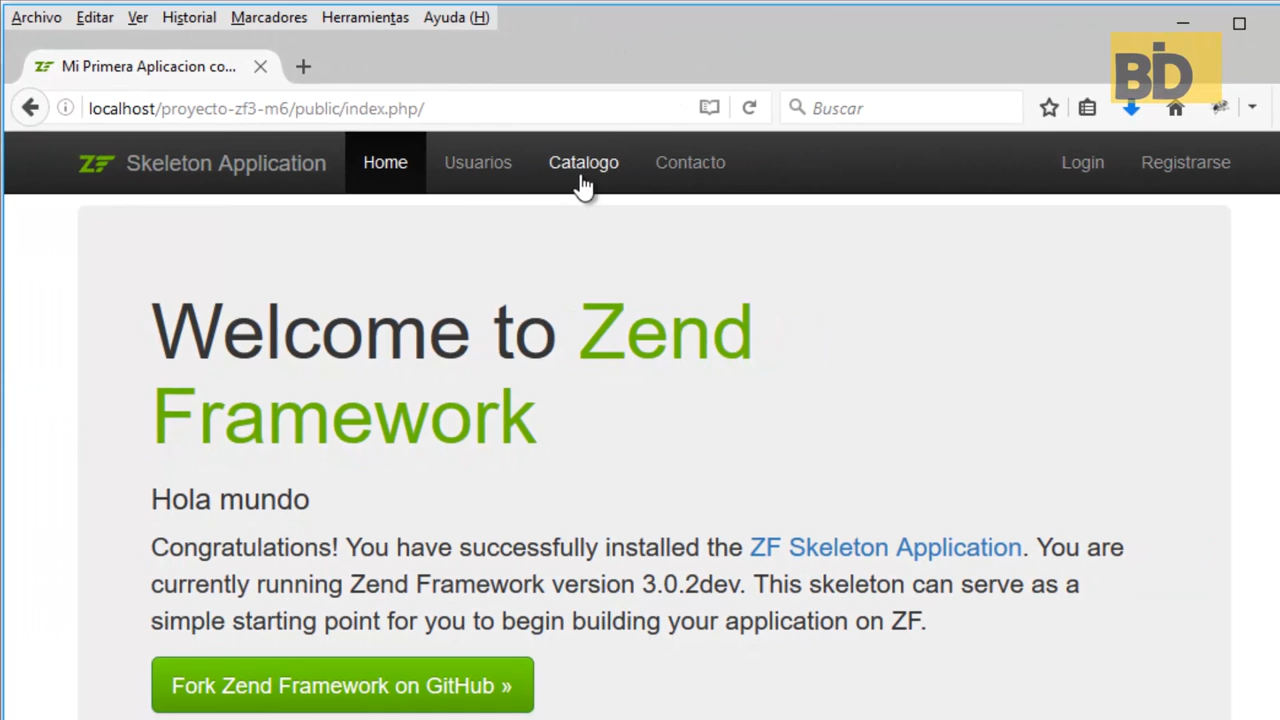 Archivo Editar Ver Historial Marcadores Herramientas Ayuda (H)
BD
Mi Primera Aplicacion co...
localhost/proyecto-zf3-m6/public/index.php/ Buscar
ZF Skeleton Application Home Usuarios Catalogo Contacto Login Registrarse
Welcome to Zend
Framework
Hola mundo
Congratulations! You have successfully installed the ZF Skeleton Application. You are
currently running Zend Framework version 3.0.2dev. This skeleton can serve as a
simple starting point for you to begin building your application on ZF.
Fork Zend Framework on GitHub »